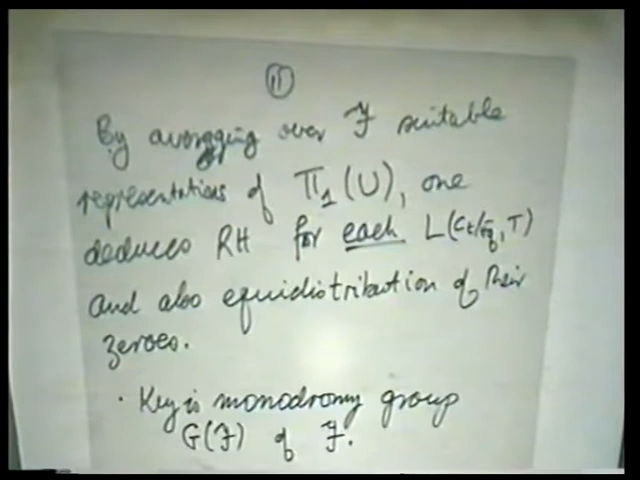 11
By averaging over F suitable
representations of π₁(U), one
deduces RH for each L(C_t/F_q, T)
and also equidistribution of their
zeroes.
· Key is monodromy group
G(F) of F.